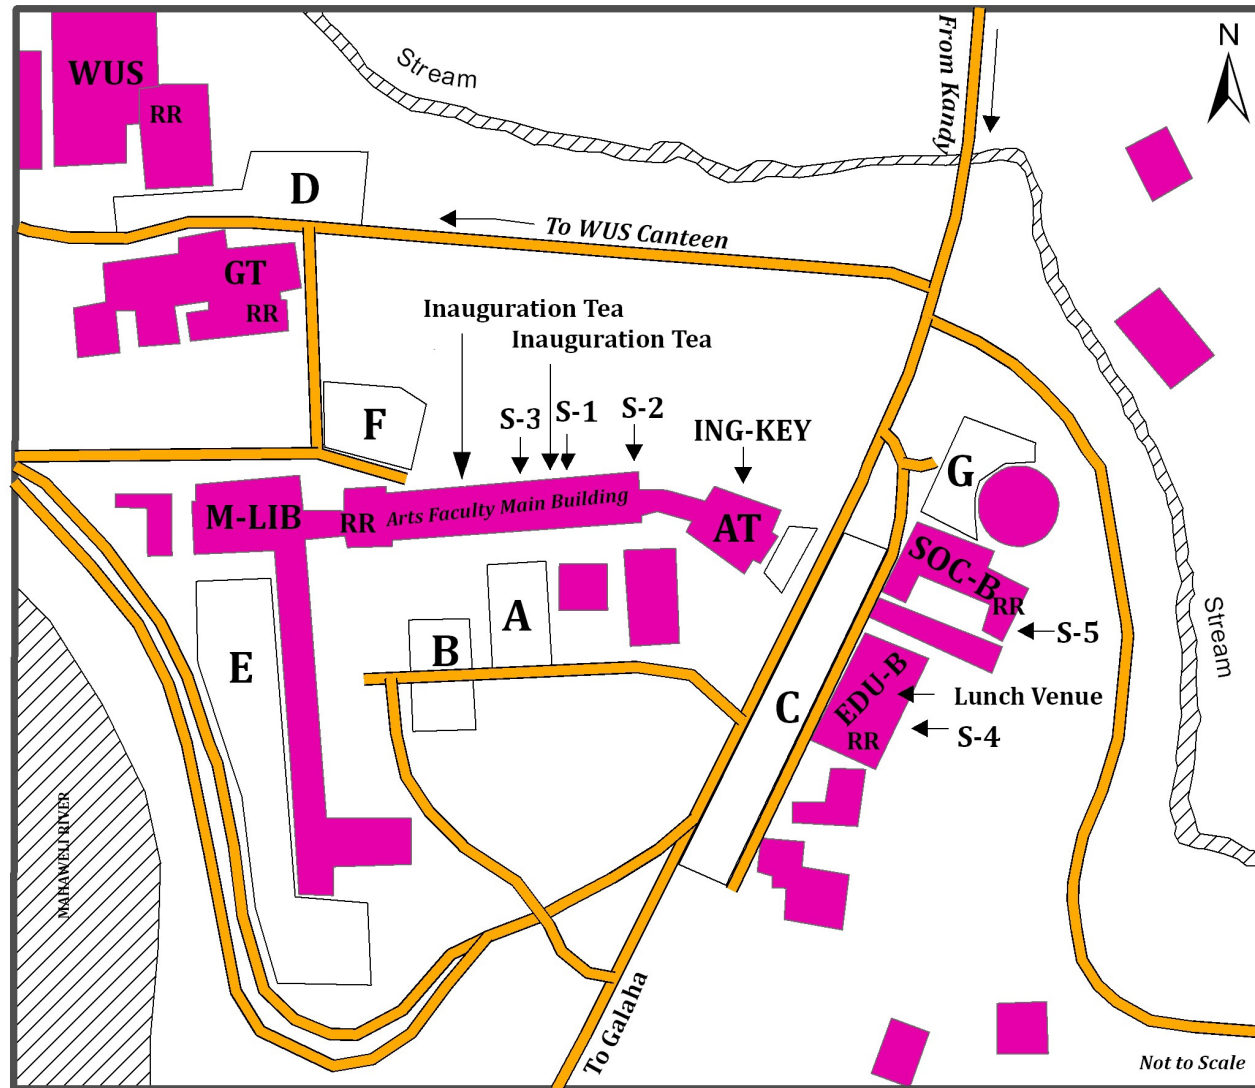 From Kandy
N
Stream
WUS
RR
D
To WUS Canteen
GT
RR
Inauguration Tea
Inauguration Tea
S-3
S-1
S-2
F
ING-KEY
G
M-LIB
RR
Arts Faculty Main Building
AT
SOC-B
RR
S-5
Stream
A
B
E
C
EDU-B
RR
Lunch Venue
S-4
MAHAWELI RIVER
To Galaha
Not to Scale